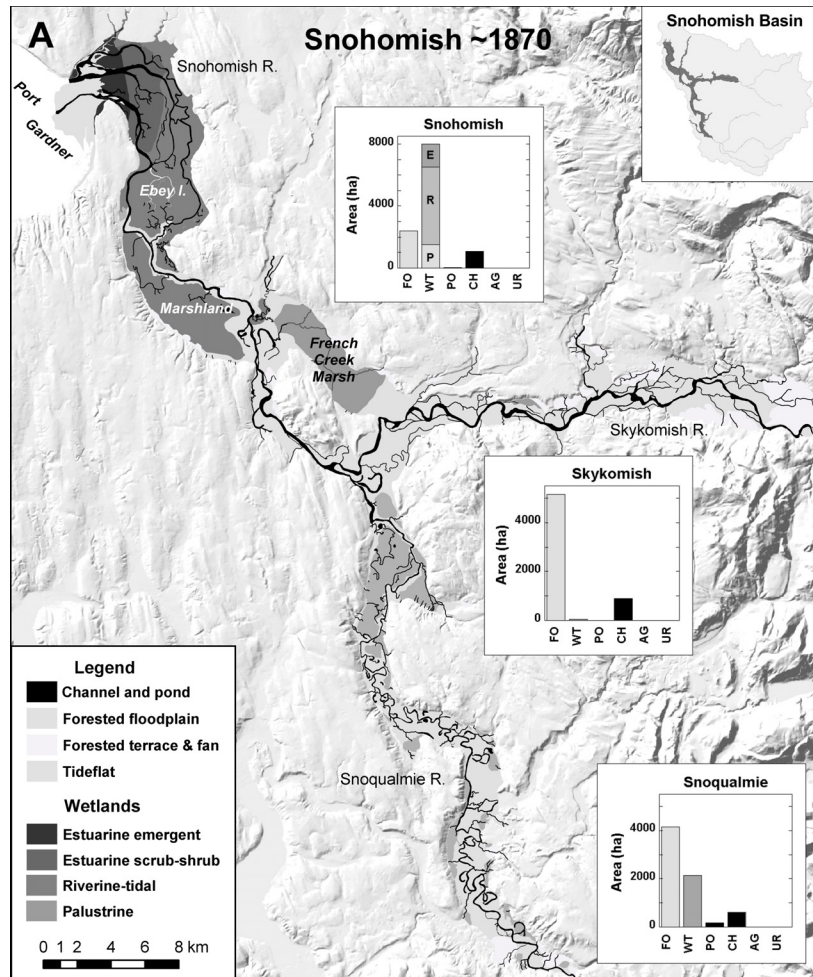 A
Snohomish ~1870
Snohomish Basin
Snohomish R.
Port
Gardner
Ebey I.
Marshland
French
Creek
Marsh
Skykomish R.
Snoqualmie R.
Snohomish
Area (ha)
8000
4000
0
E
R
P
FO WT PO CH AG UR
Skykomish
Area (ha)
4000
2000
0
FO WT PO CH AG UR
Snoqualmie
Area (ha)
4000
2000
0
FO WT PO CH AG UR
Legend
Channel and pond
Forested floodplain
Forested terrace & fan
Tideflat
Wetlands
Estuarine emergent
Estuarine scrub-shrub
Riverine-tidal
Palustrine
0 1 2 4 6 8 km